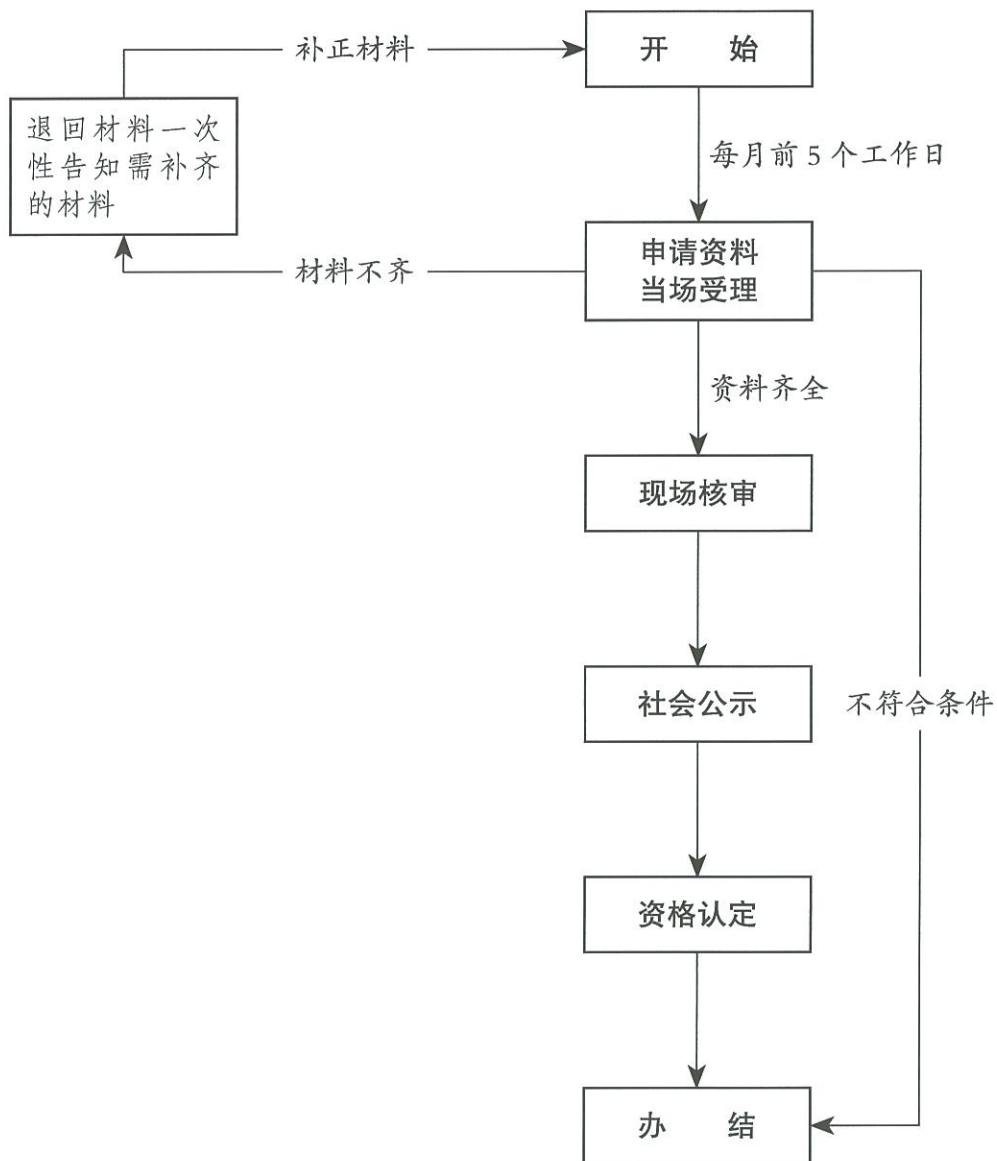 补正材料
开 始
退回材料一次
性告知需补齐
的材料
每月前 5 个工作日
材料不齐
申请资料
当场受理
资料齐全
现场核审
社会公示
不符合条件
资格认定
办 结